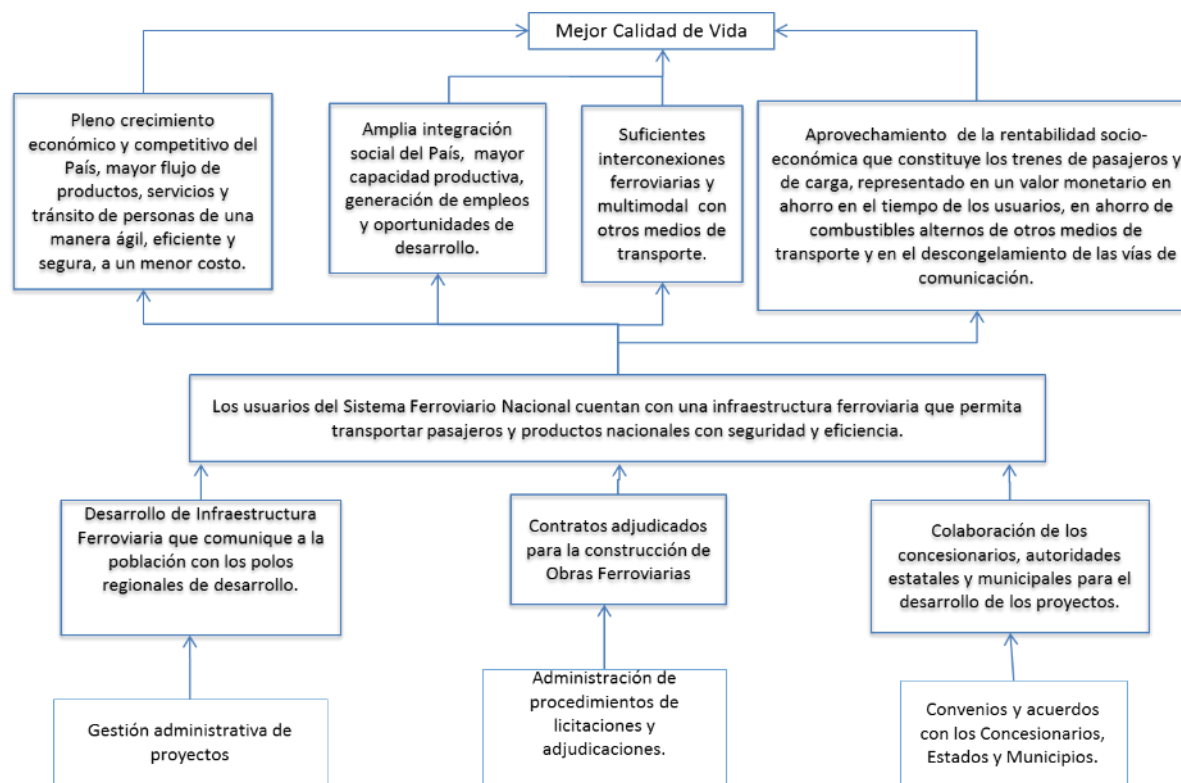 Mejor Calidad de Vida
Pleno crecimiento
económico y competitivo del
País, mayor flujo de
productos, servicios y
tránsito de personas de una
manera ágil, eficiente y
segura, a un menor costo.
Amplia integración
social del País,  mayor
capacidad productiva,
generación de empleos
y oportunidades de
desarrollo.
Suficientes
interconexiones
ferroviarias y
multimodal  con
otros medios de
transporte.
Aprovechamiento  de la rentabilidad socio-
económica que constituye los trenes de pasajeros y
de carga, representado en un valor monetario en
ahorro en el tiempo de los usuarios, en ahorro de
combustibles alternos de otros medios de
transporte y en el descongelamiento de las vías de
comunicación.
Los usuarios del Sistema Ferroviario Nacional cuentan con una infraestructura ferroviaria que permita
transportar pasajeros y productos nacionales con seguridad y eficiencia.
Desarrollo de Infraestructura
Ferroviaria que comunique a la
población con los polos
regionales de desarrollo.
Contratos adjudicados
para la construcción de
Obras Ferroviarias
Colaboración de los
concesionarios, autoridades
estatales y municipales para el
desarrollo de los proyectos.
Gestión administrativa de
proyectos
Administración de
procedimientos de
licitaciones y
adjudicaciones.
Convenios y acuerdos
con los Concesionarios,
Estados y Municipios.